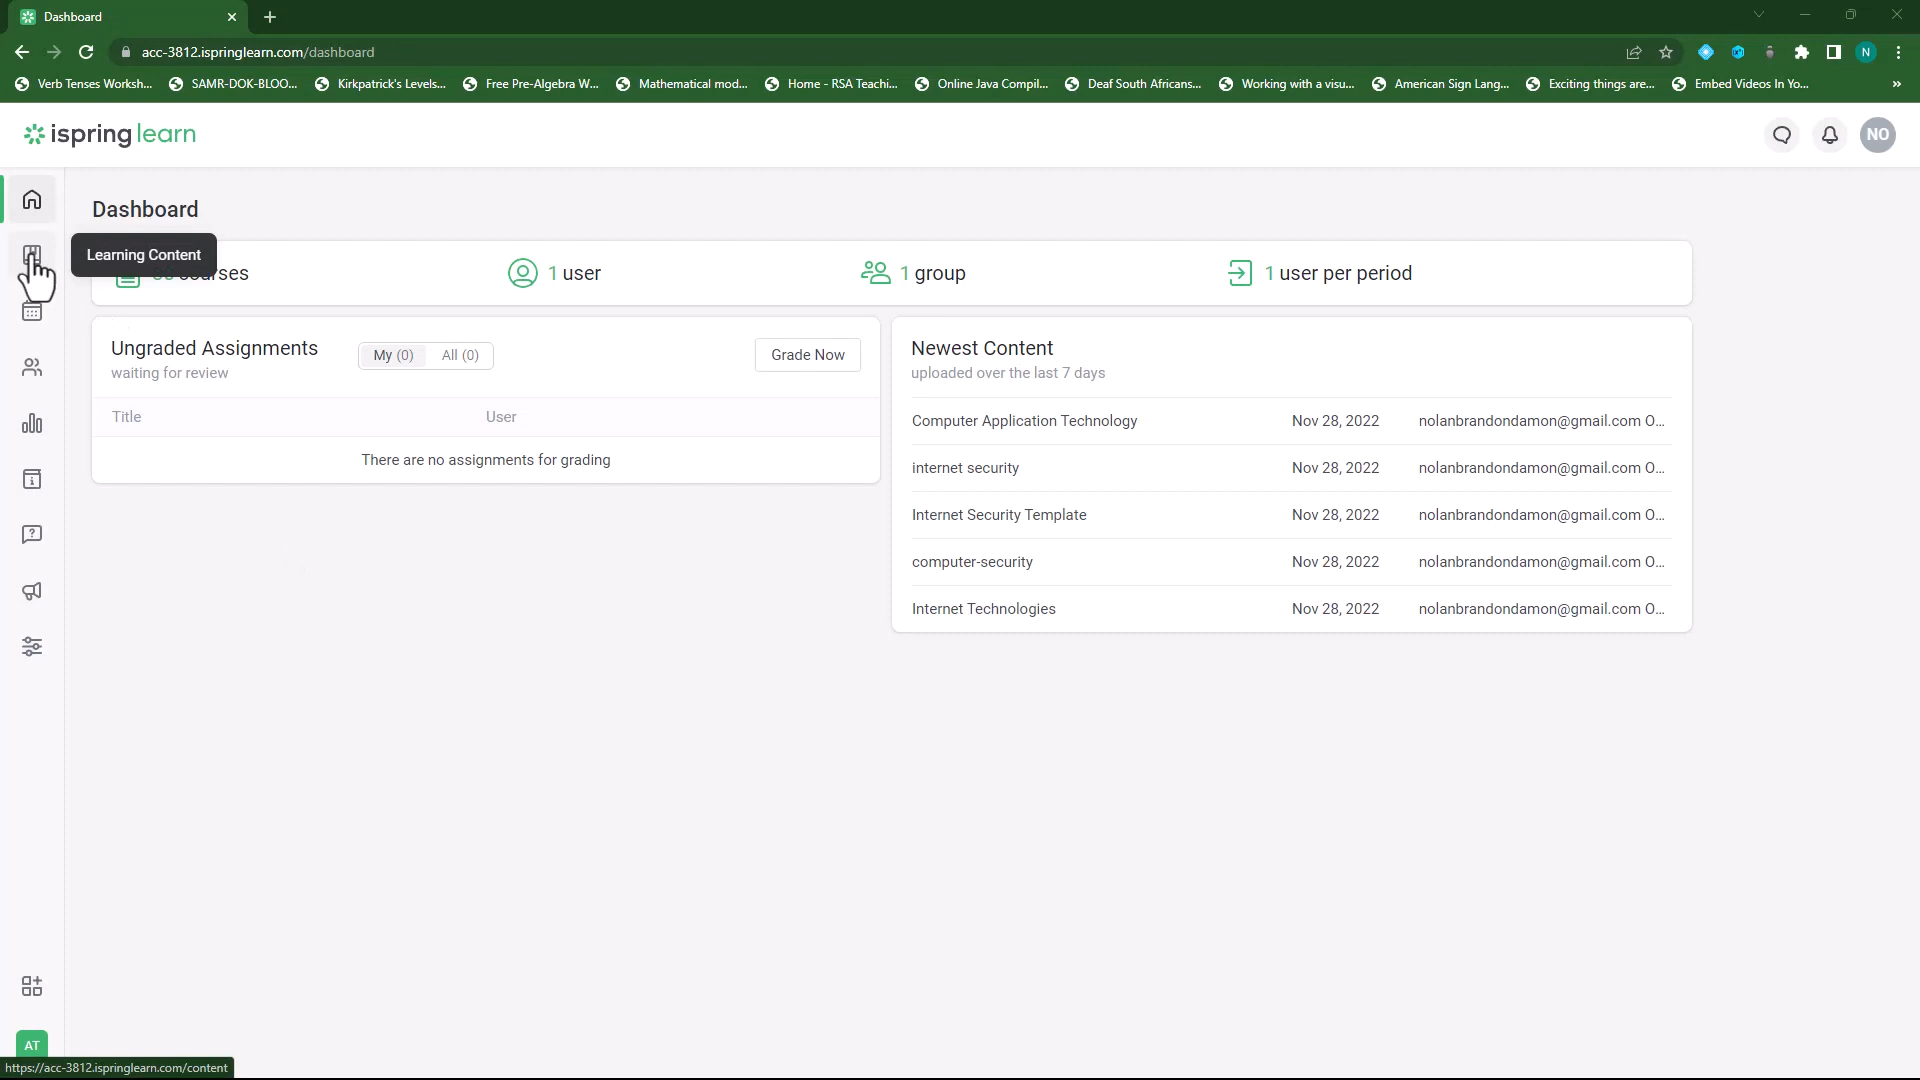 Dashboard
acc-3812.ispringlearn.com/dashboard
N
Verb Tenses Worksh... SAMR-DOK-BLOO... Kirkpatrick's Levels... Free Pre-Algebra W... Mathematical mod... Home - RSA Teachi... Online Java Compil... Deaf South Africans... Working with a visu... American Sign Lang... Exciting things are... Embed Videos In Yo... »
ispring learn
NO
Dashboard
Learning Content
courses
1 user
1 group
1 user per period
Ungraded Assignments
waiting for review
My (0) All (0)
Grade Now
Title User
There are no assignments for grading
Newest Content
uploaded over the last 7 days
Computer Application Technology Nov 28, 2022 nolanbrandondamon@gmail.com O...
internet security Nov 28, 2022 nolanbrandondamon@gmail.com O...
Internet Security Template Nov 28, 2022 nolanbrandondamon@gmail.com O...
computer-security Nov 28, 2022 nolanbrandondamon@gmail.com O...
Internet Technologies Nov 28, 2022 nolanbrandondamon@gmail.com O...
AT
https://acc-3812.ispringlearn.com/content